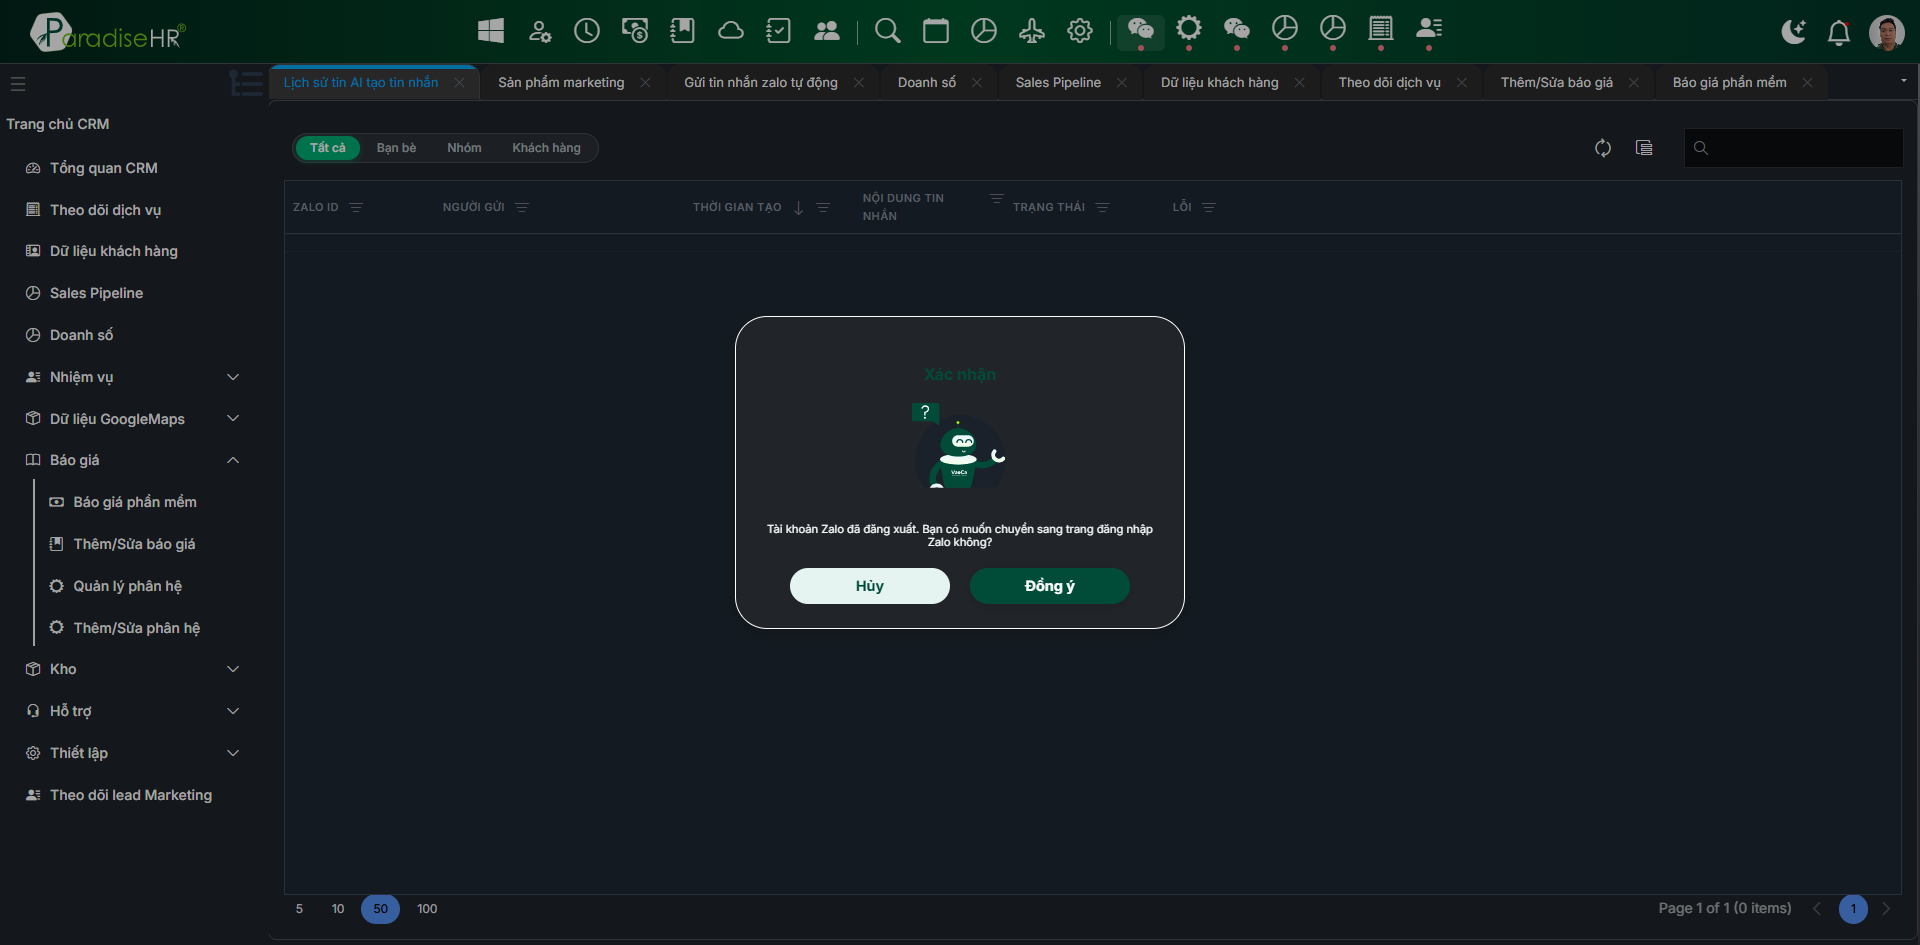 ParadiseHR®
Lịch sử tin AI tạo tin nhắn
Sản phẩm marketing
Gửi tin nhắn zalo tự động
Doanh số
Sales Pipeline
Dữ liệu khách hàng
Theo dõi dịch vụ
Thêm/Sửa báo giá
Báo giá phần mềm
Trang chủ CRM
Tổng quan CRM
Theo dõi dịch vụ
Dữ liệu khách hàng
Sales Pipeline
Doanh số
Nhiệm vụ
Dữ liệu GoogleMaps
Báo giá
Báo giá phần mềm
Thêm/Sửa báo giá
Quản lý phân hệ
Thêm/Sửa phân hệ
Kho
Hỗ trợ
Thiết lập
Theo dõi lead Marketing
Tất cả
Bạn bè
Nhóm
Khách hàng
ZALO ID
NGƯỜI GỬI
THỜI GIAN TẠO
NỘI DUNG TIN
NHẮN
TRẠNG THÁI
LỖI
Xác nhận
?
VaeCa
Tài khoản Zalo đã đăng xuất. Bạn có muốn chuyển sang trang đăng nhập
Zalo không?
Hủy
Đồng ý
5
10
50
100
Page 1 of 1 (0 items)
1